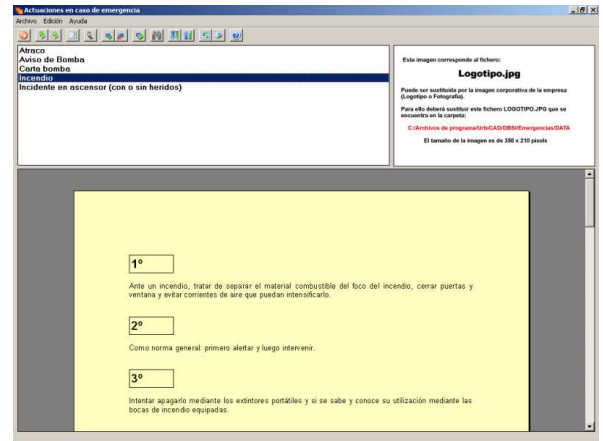 Actuaciones en caso de emergencia
Archivo Edición Ayuda
Atraco
Aviso de Bomba
Carta bomba
Incendio
Incidente en ascensor (con o sin heridos)
Esta imagen corresponde al fichero:
Logotipo.jpg
Puede ser sustituida por la imagen corporativa de la empresa
(Logotipo o Fotografía).
Para ello deberá sustituir este fichero LOGOTIPO.JPG que se
encuentra en la carpeta:
C:/Archivos de programa/UrbiCAD/DBSI/Emergencias/DATA
El tamaño de la imagen es de 350 x 210 pixels
1º
Ante un incendio, tratar de separar el material combustible del foco del incendio, cerrar puertas y
ventana y evitar corrientes de aire que puedan intensificarlo.
2º
Como norma general: primero alertar y luego intervenir.
3º
Intentar apagarlo mediante los extintores portátiles y si se sabe y conoce su utilización mediante las
bocas de incendio equipadas.